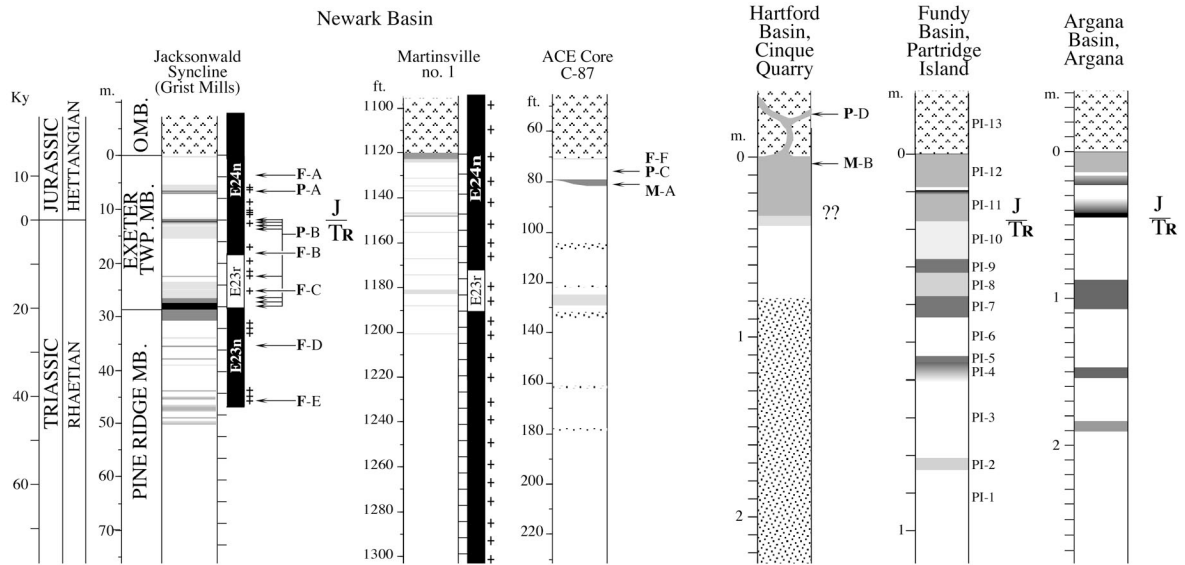 Newark Basin
Jacksonwald
Syncline
(Grist Mills)
Martinsville
no. 1
ACE Core
C-87
Hartford
Basin,
Cinque
Quarry
Fundy
Basin,
Partridge
Island
Argana
Basin,
Argana
Ky
10
0
20
40
60
JURASSIC
HETTANGIAN
TRIASSIC
RHAETIAN
m.
0
10
20
30
40
50
60
70
O.MB.
EXETER
TWP. MB.
PINE RIDGE MB.
E24n
E23r
E23n
F-A
P-A
P-B
F-B
F-C
F-D
F-E
ft.
1100
1120
1140
1160
1180
1200
1220
1240
1260
1280
1300
E24n
E23r
ft.
60
80
100
120
140
160
180
200
220
F-F
P-C
M-A
m.
0
1
2
P-D
M-B
??
m.
0
1
PI-13
PI-12
PI-11
PI-10
PI-9
PI-8
PI-7
PI-6
PI-5
PI-4
PI-3
PI-2
PI-1
J
TR
m.
0
1
2
J
TR